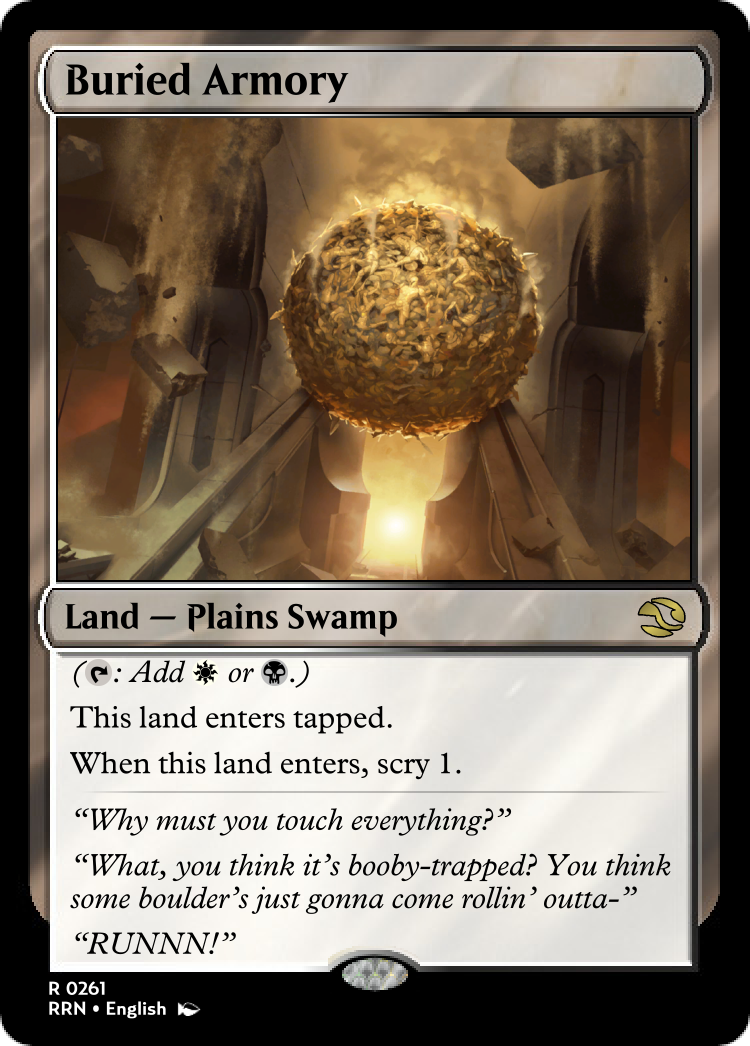 Buried Armory
Land — Plains Swamp
(: Add or .)
This land enters tapped.
When this land enters, scry 1.
“Why must you touch everything?”
“What, you think it’s booby-trapped? You think
some boulder’s just gonna come rollin’ outta-”
“RUNNN!”
R 0261
RRN • English